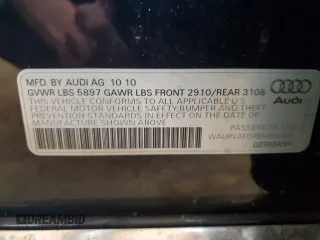 MFD. BY AUDI AG 10 10
GVWR LBS 5897 GAWR LBS FRONT 2910/REAR 3108
THIS VEHICLE CONFORMS TO ALL APPLICABLE U S
FEDERAL MOTOR VEHICLE SAFETY-BUMPER AND
THEFT PREVENTION STANDARDS IN EFFECT ON
THE DATE OF MANUFACTURE SHOWN ABOVE
Audi
GERMANY
DREAMBID